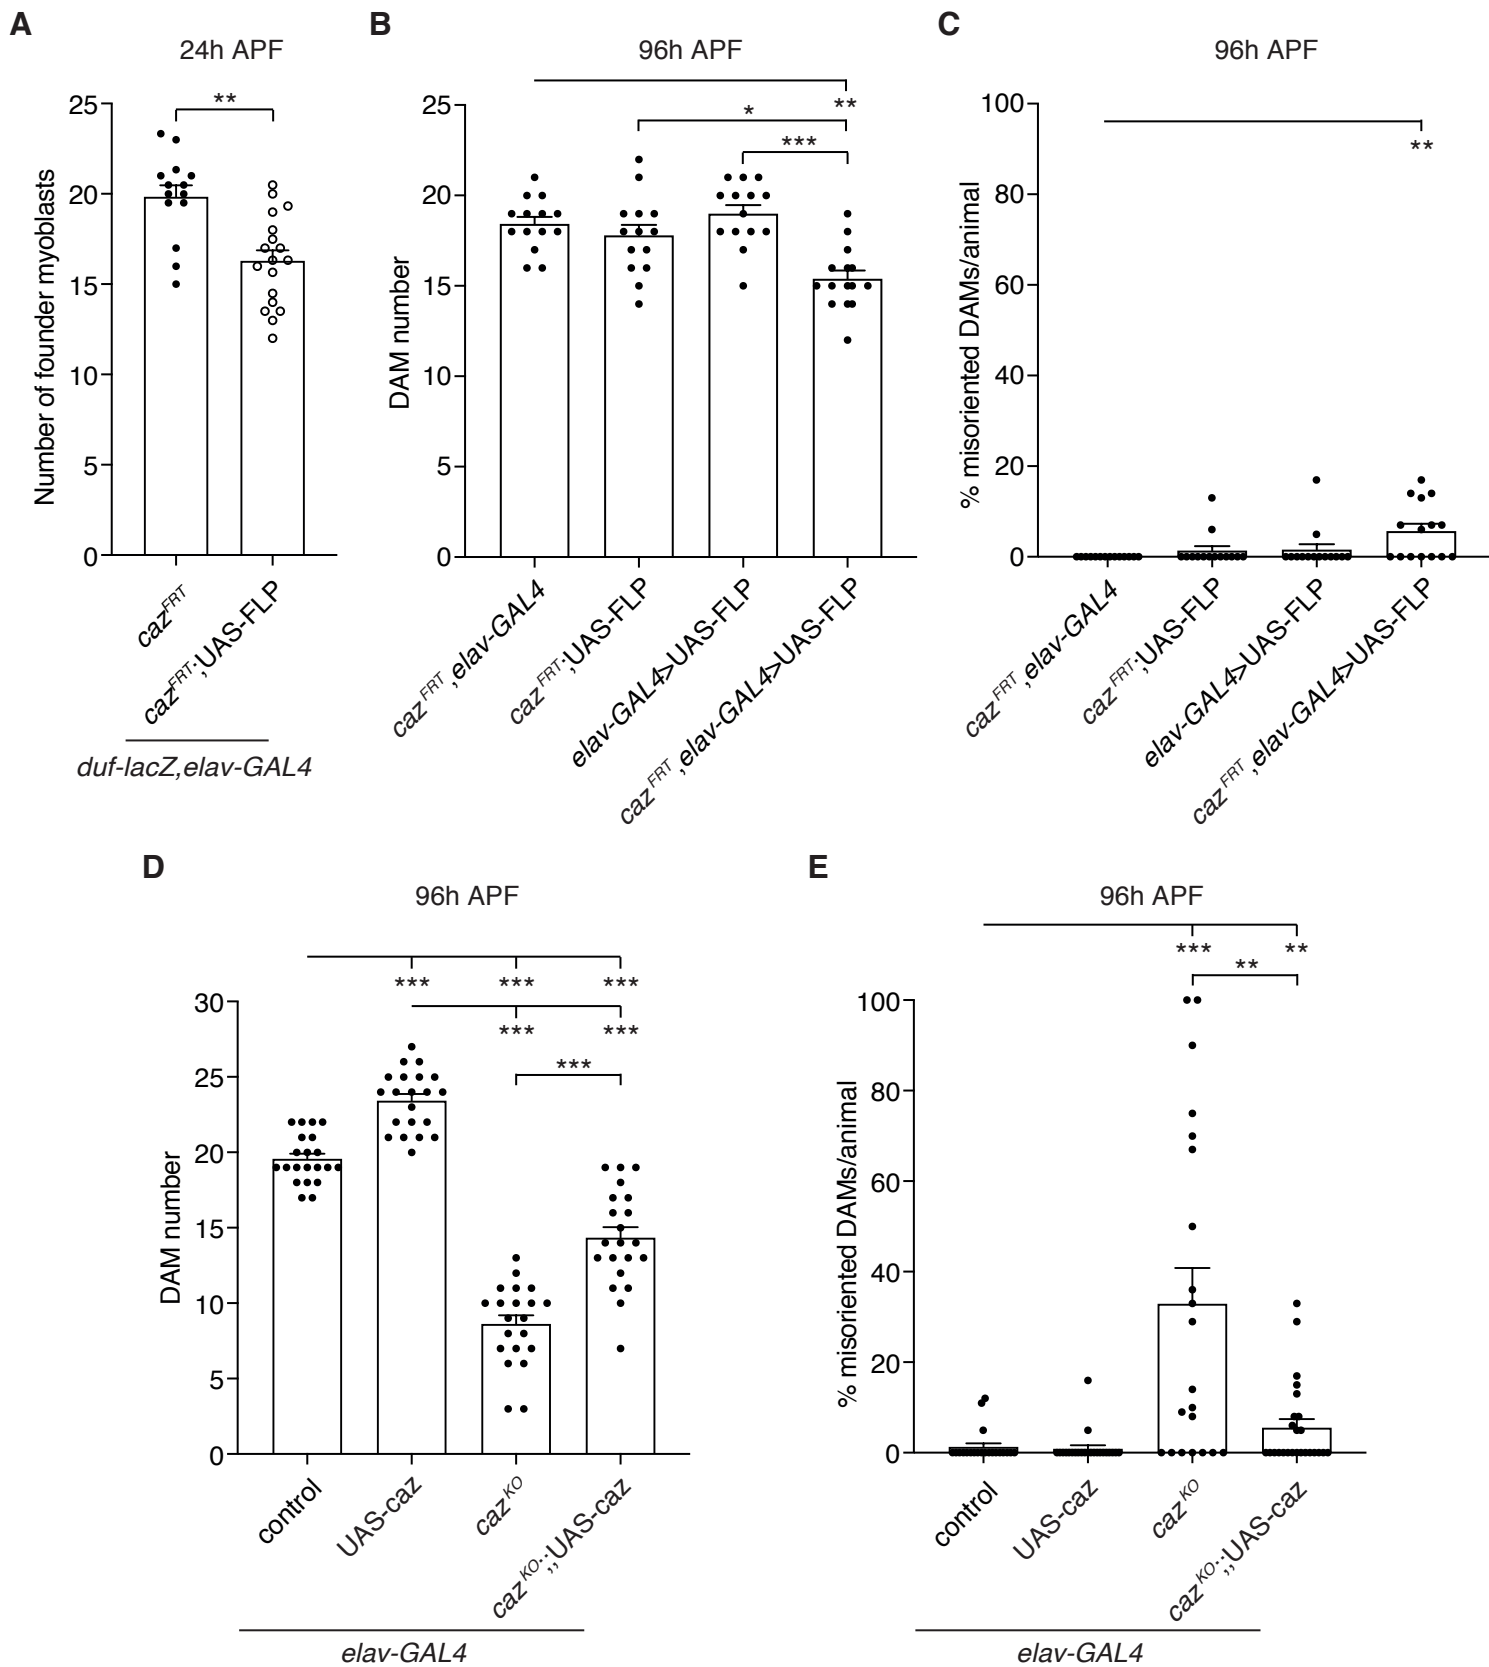 A
24h APF
Number of founder myoblasts
25
20
15
10
5
0
**
caz^FRT
caz^FRT;UAS-FLP
duf-lacZ,elav-GAL4
B
96h APF
DAM number
25
20
15
10
5
0
**
*
***
caz^FRT,elav-GAL4
caz^FRT;UAS-FLP
elav-GAL4>UAS-FLP
caz^FRT,elav-GAL4>UAS-FLP
C
96h APF
% misoriented DAMs/animal
100
80
60
40
20
0
**
caz^FRT,elav-GAL4
caz^FRT;UAS-FLP
elav-GAL4>UAS-FLP
caz^FRT,elav-GAL4>UAS-FLP
D
96h APF
DAM number
30
25
20
15
10
5
0
*** *** ***
*** ***
***
control
UAS-caz
caz^KO
caz^KO;;UAS-caz
elav-GAL4
E
96h APF
% misoriented DAMs/animal
100
80
60
40
20
0
*** **
**
control
UAS-caz
caz^KO
caz^KO;;UAS-caz
elav-GAL4